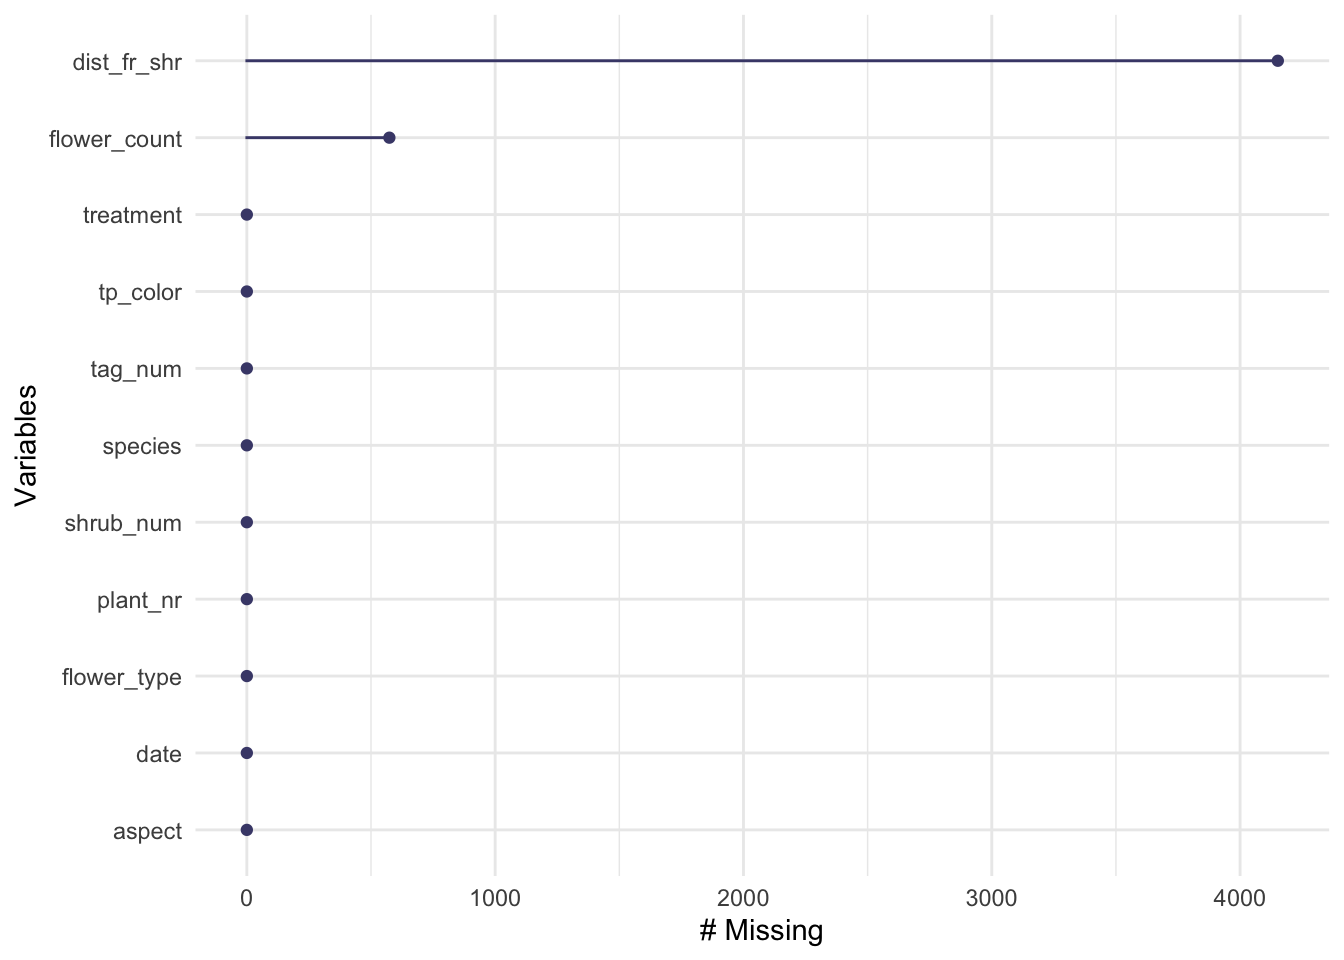 dist_fr_shr
flower_count
treatment
tp_color
tag_num
species
shrub_num
plant_nr
flower_type
date
aspect
Variables
0 1000 2000 3000 4000
# Missing